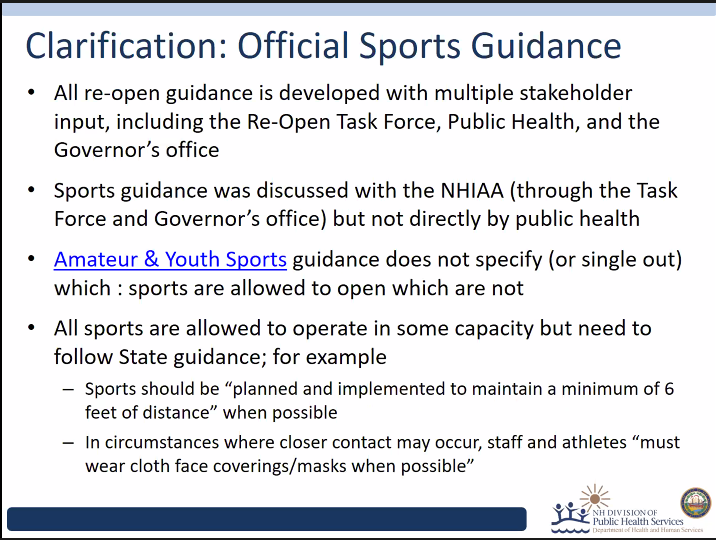 Clarification: Official Sports Guidance
• All re-open guidance is developed with multiple stakeholder
input, including the Re-Open Task Force, Public Health, and the
Governor’s office
• Sports guidance was discussed with the NHIAA (through the Task
Force and Governor’s office) but not directly by public health
• Amateur & Youth Sports guidance does not specify (or single out)
which : sports are allowed to open which are not
• All sports are allowed to operate in some capacity but need to
follow State guidance; for example
– Sports should be “planned and implemented to maintain a minimum of 6
feet of distance” when possible
– In circumstances where closer contact may occur, staff and athletes “must
wear cloth face coverings/masks when possible”
NH DIVISION OF
Public Health Services
Department of Health and Human Services